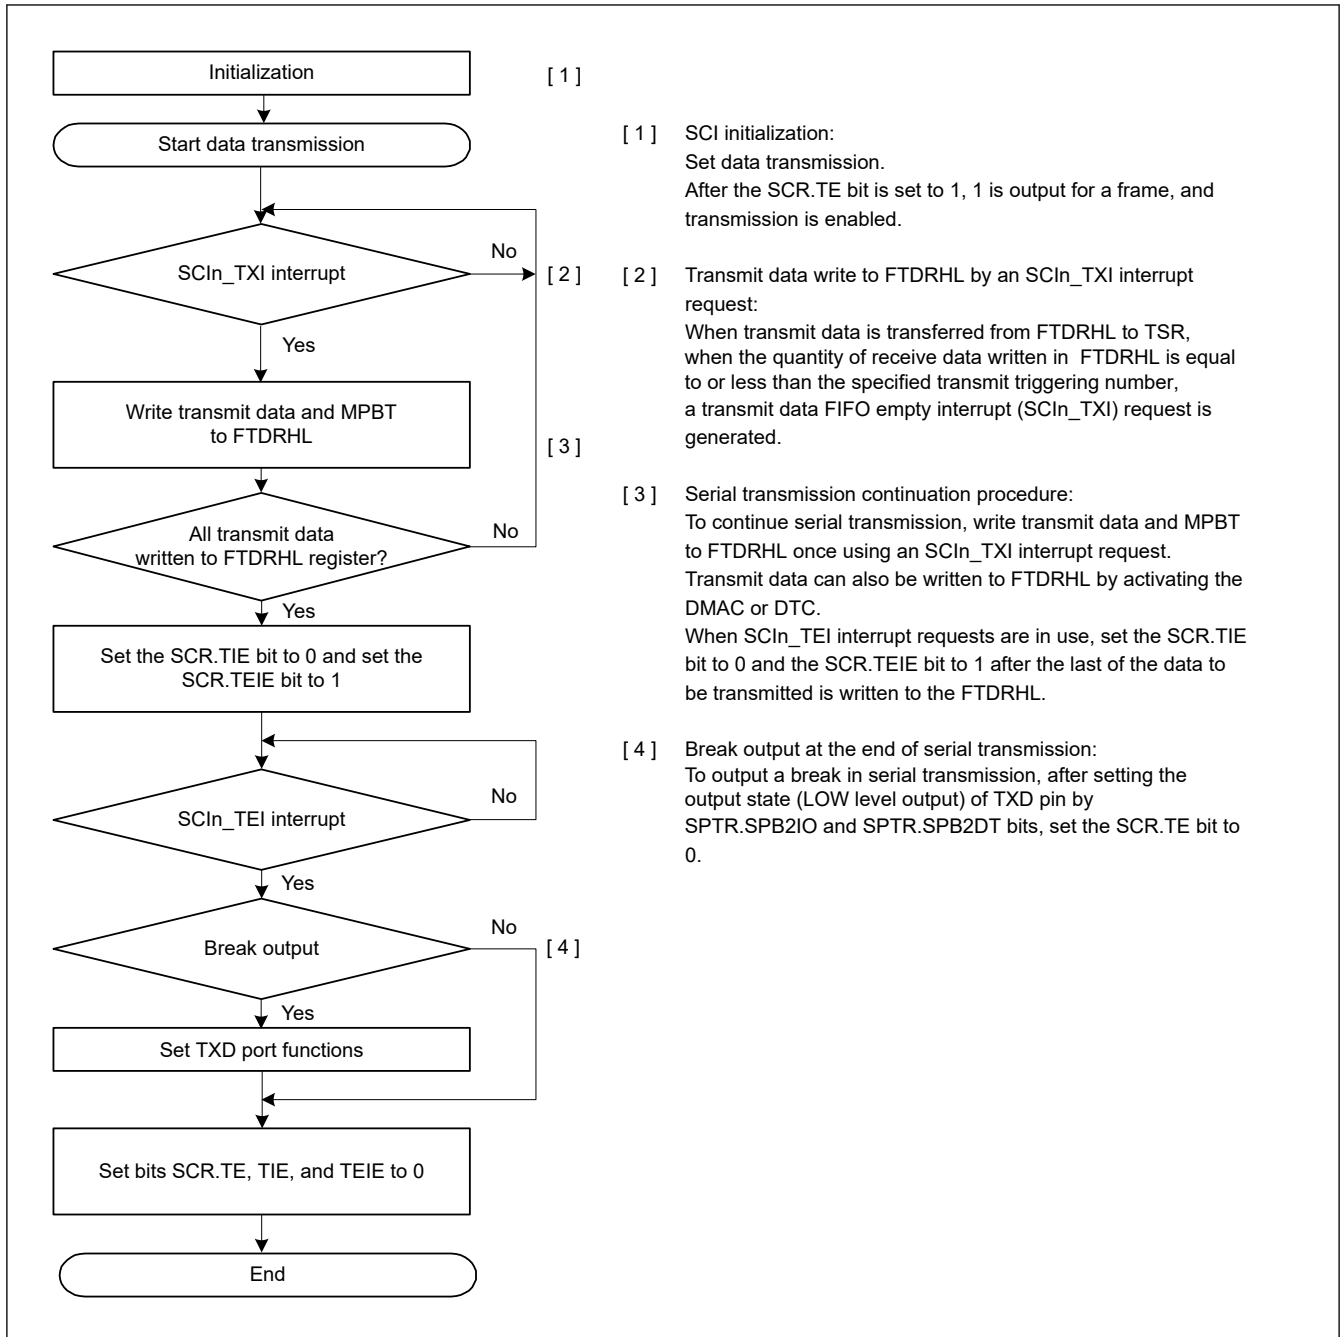 Initialization
[ 1 ]
Start data transmission
SCIn_TXI interrupt
No
[ 2 ]
Yes
Write transmit data and MPBT
to FTDRHL
[ 3 ]
All transmit data
written to FTDRHL register?
No
Yes
Set the SCR.TIE bit to 0 and set the
SCR.TEIE bit to 1
SCIn_TEI interrupt
No
Yes
Break output
No
[ 4 ]
Yes
Set TXD port functions
Set bits SCR.TE, TIE, and TEIE to 0
End
[ 1 ] SCI initialization:
Set data transmission.
After the SCR.TE bit is set to 1, 1 is output for a frame, and
transmission is enabled.
[ 2 ] Transmit data write to FTDRHL by an SCIn_TXI interrupt
request:
When transmit data is transferred from FTDRHL to TSR,
when the quantity of receive data written in FTDRHL is equal
to or less than the specified transmit triggering number,
a transmit data FIFO empty interrupt (SCIn_TXI) request is
generated.
[ 3 ] Serial transmission continuation procedure:
To continue serial transmission, write transmit data and MPBT
to FTDRHL once using an SCIn_TXI interrupt request.
Transmit data can also be written to FTDRHL by activating the
DMAC or DTC.
When SCIn_TEI interrupt requests are in use, set the SCR.TIE
bit to 0 and the SCR.TEIE bit to 1 after the last of the data to
be transmitted is written to the FTDRHL.
[ 4 ] Break output at the end of serial transmission:
To output a break in serial transmission, after setting the
output state (LOW level output) of TXD pin by
SPTR.SPB2IO and SPTR.SPB2DT bits, set the SCR.TE bit to
0.